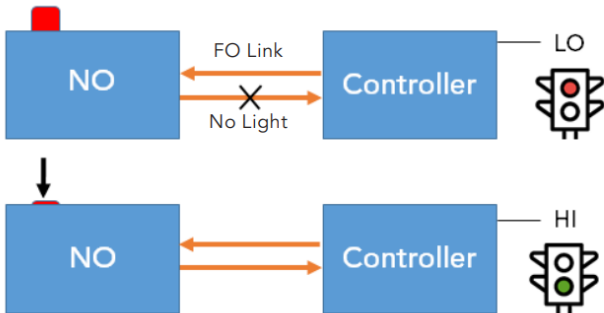 LO
FO Link
NO
Controller
No Light
HI
NO
Controller